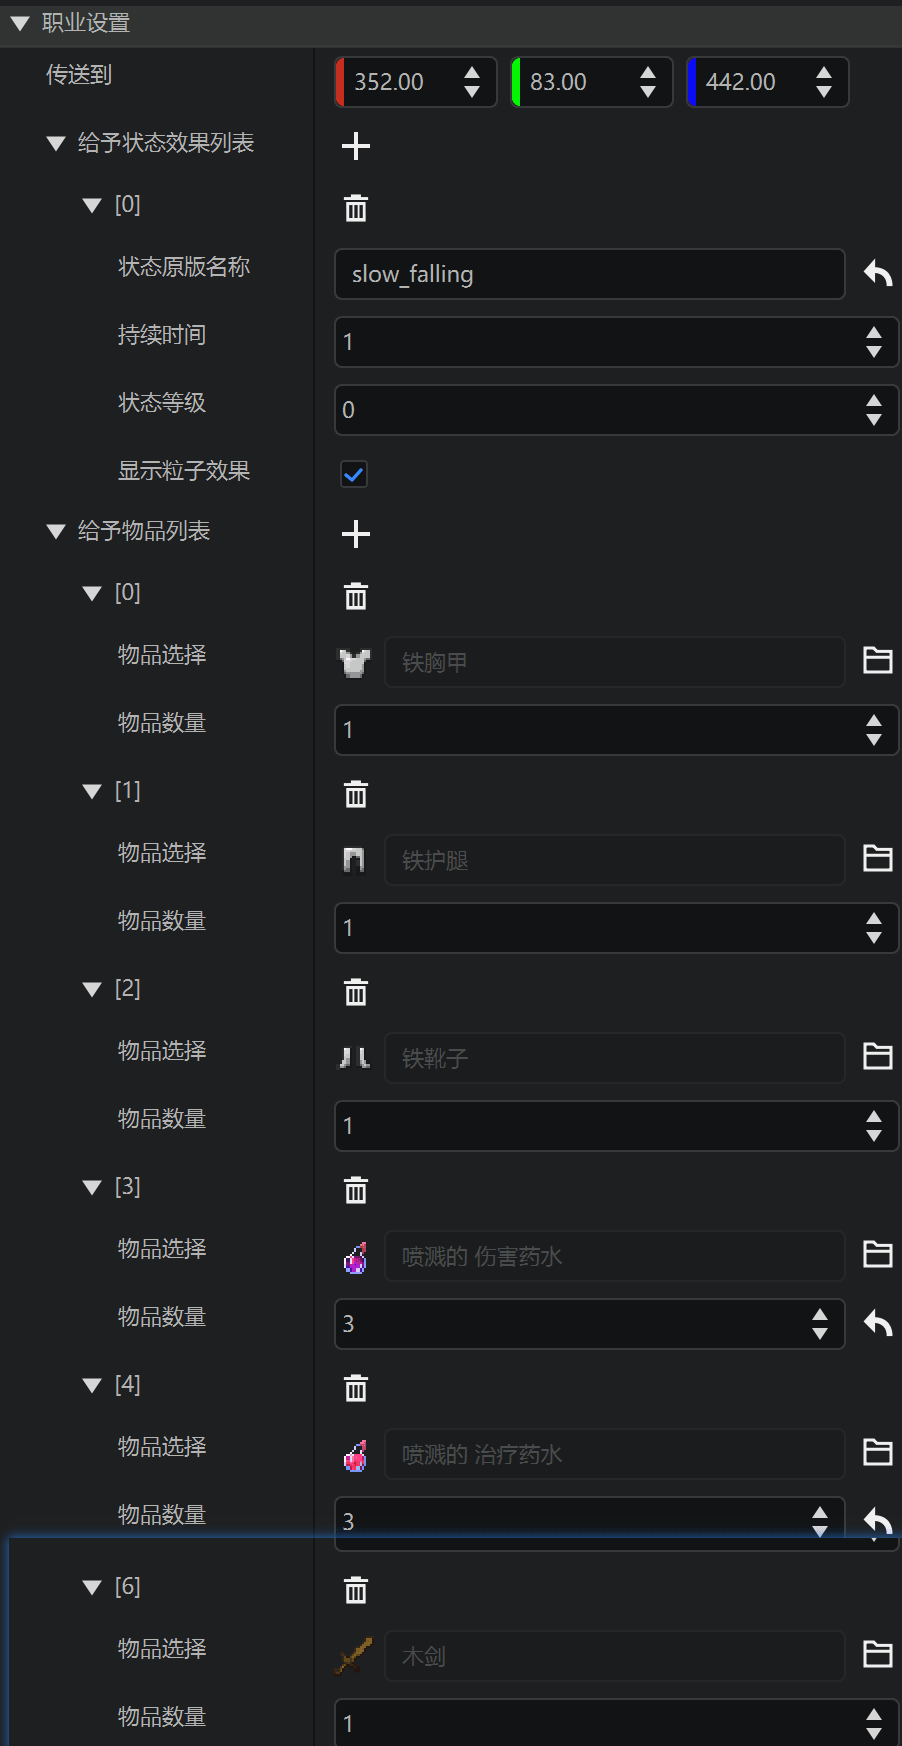 职业设置
传送到 352.00 83.00 442.00
给予状态效果列表
[0]
状态原版名称 slow_falling
持续时间 1
状态等级 0
显示粒子效果
给予物品列表
[0]
物品选择 铁胸甲
物品数量 1
[1]
物品选择 铁护腿
物品数量 1
[2]
物品选择 铁靴子
物品数量 1
[3]
物品选择 喷溅的 伤害药水
物品数量 3
[4]
物品选择 喷溅的 治疗药水
物品数量 3
[6]
物品选择 木剑
物品数量 1